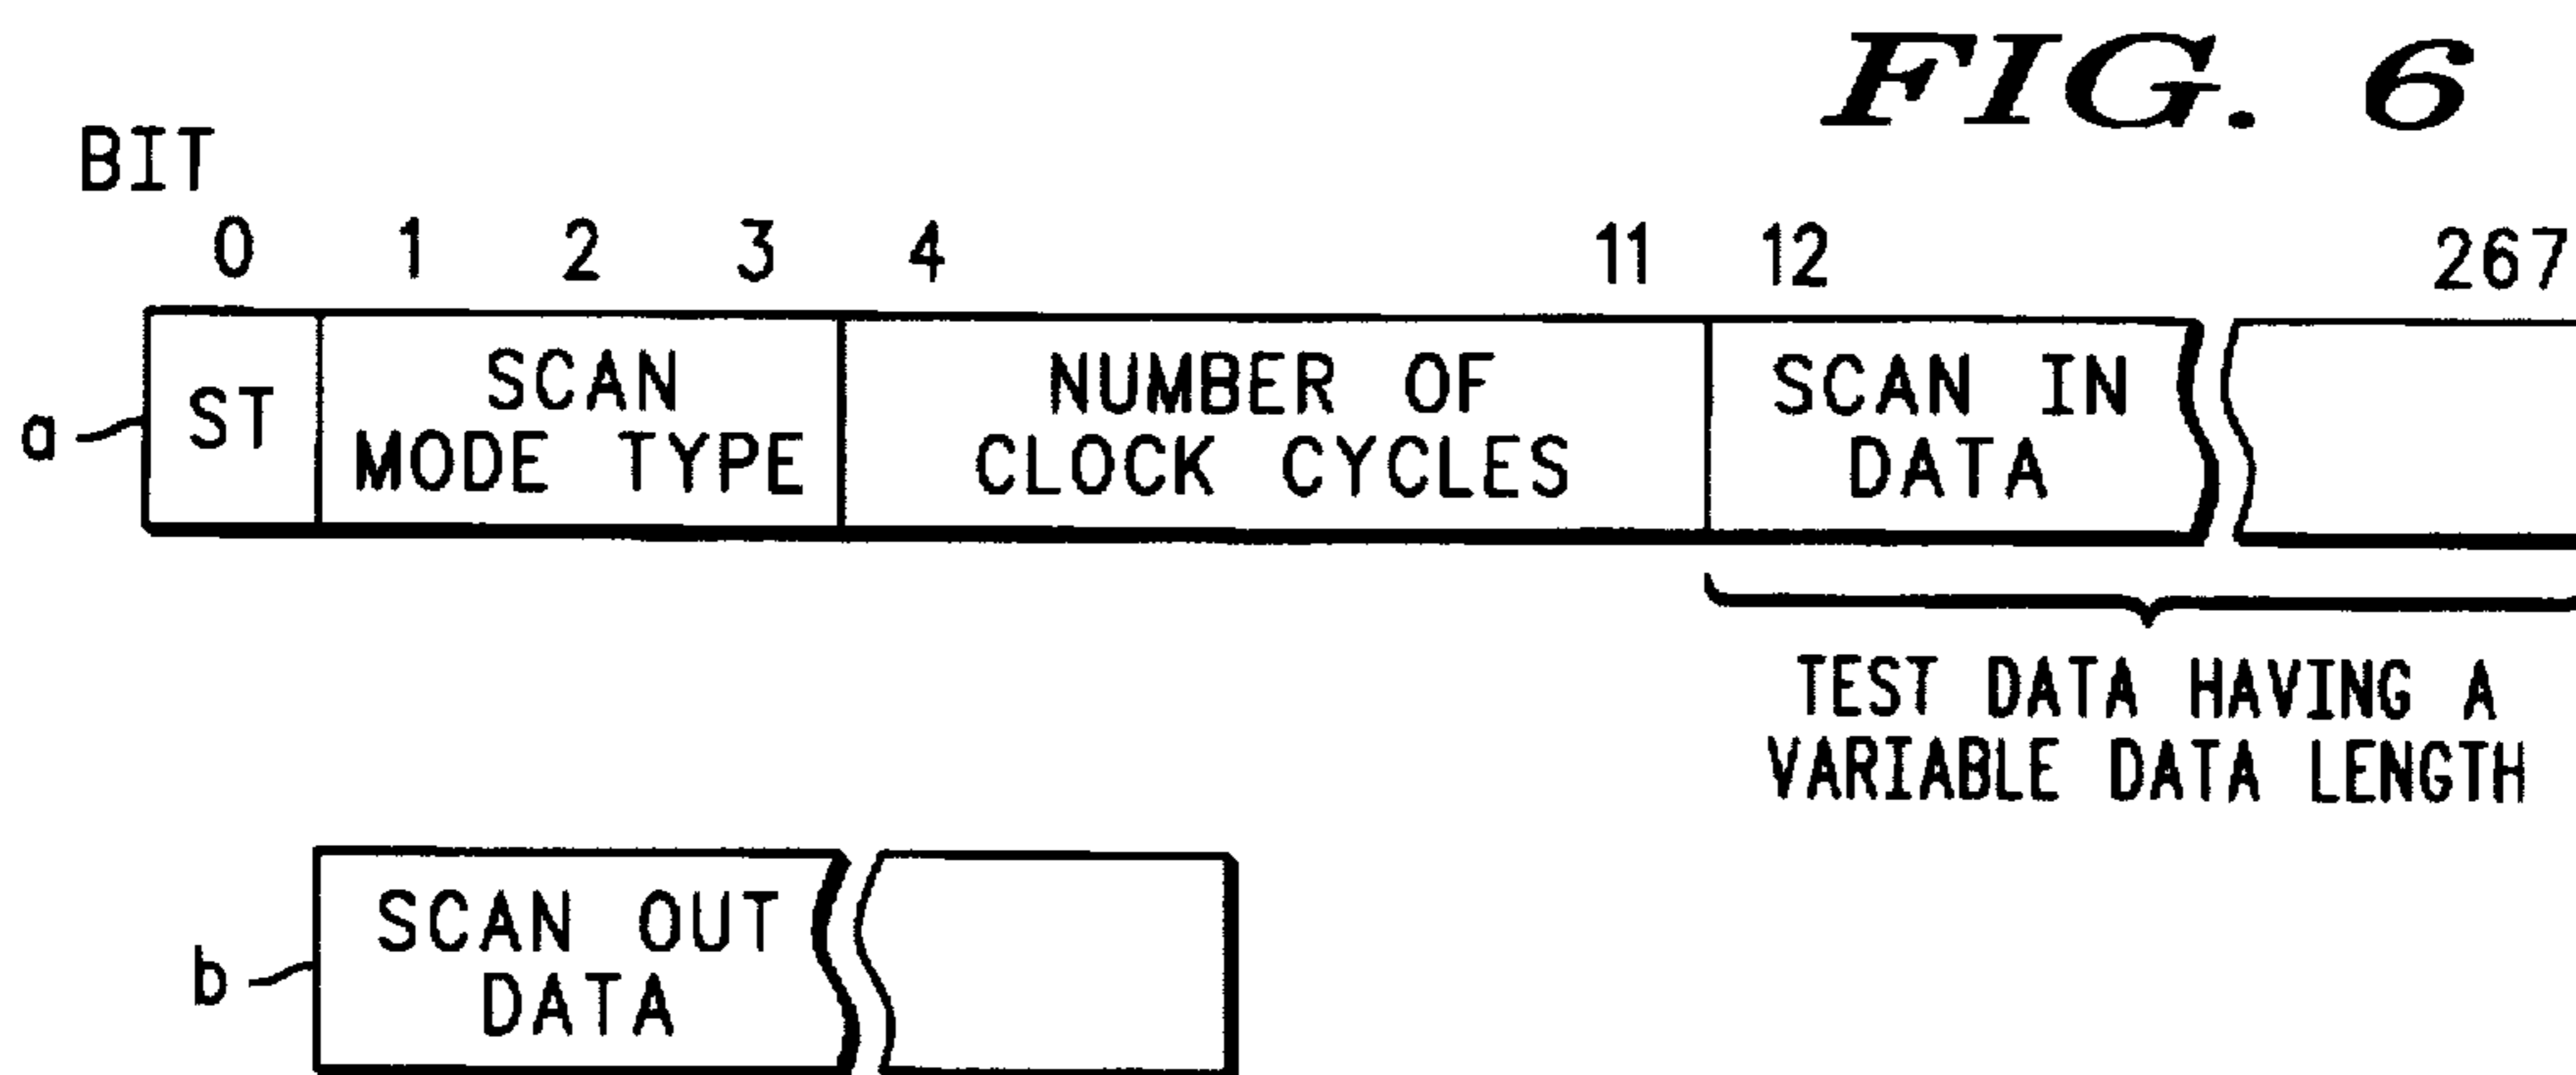 FIG. 6
BIT
0 1 2 3 4 11 12 267
a ST SCAN MODE TYPE NUMBER OF CLOCK CYCLES SCAN IN DATA
TEST DATA HAVING A
VARIABLE DATA LENGTH
b SCAN OUT
DATA